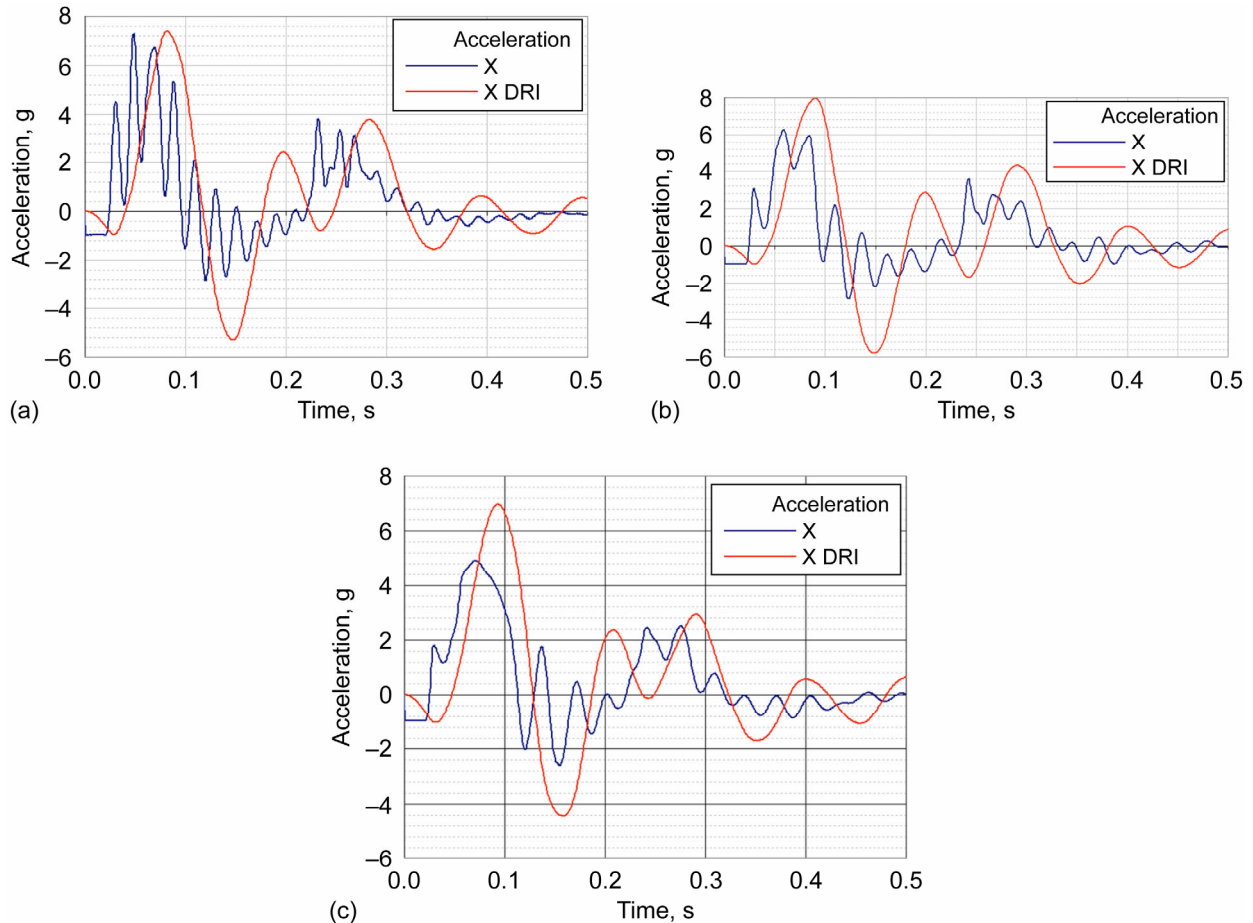 8
6
4
2
0
–2
–4
–6
Acceleration, g
Acceleration
X
X DRI
0.0 0.1 0.2 0.3 0.4 0.5
Time, s
(a)
8
6
4
2
0
–2
–4
–6
Acceleration, g
Acceleration
X
X DRI
0.0 0.1 0.2 0.3 0.4 0.5
Time, s
(b)
8
6
4
2
0
–2
–4
–6
Acceleration, g
Acceleration
X
X DRI
0.0 0.1 0.2 0.3 0.4 0.5
Time, s
(c)